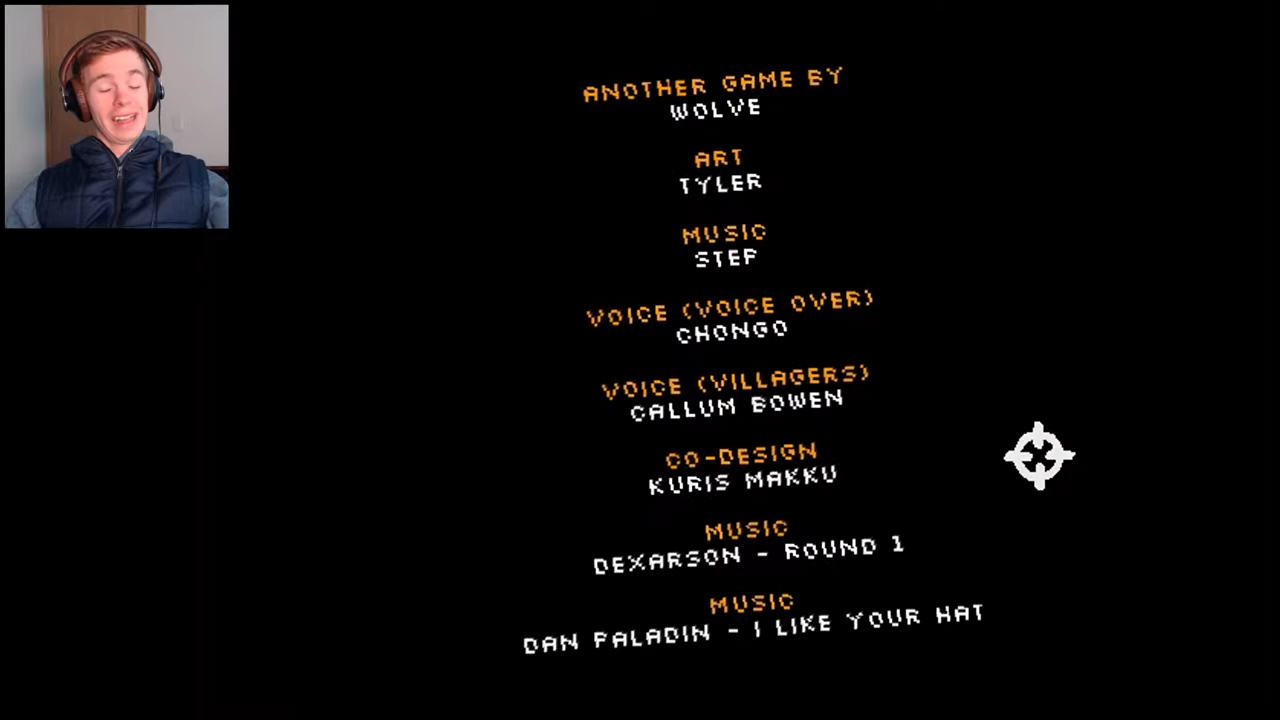 ANOTHER GAME BY
WOLVE
ART
TYLER
MUSIC
STEP
VOICE (VOICE OVER)
CHONGO
VOICE (VILLAGERS)
CALLUM BOWEN
CO-DESIGN
KURIS MAKKU
MUSIC
DEXARSON - ROUND 1
MUSIC
DAN PALADIN - I LIKE YOUR HAT